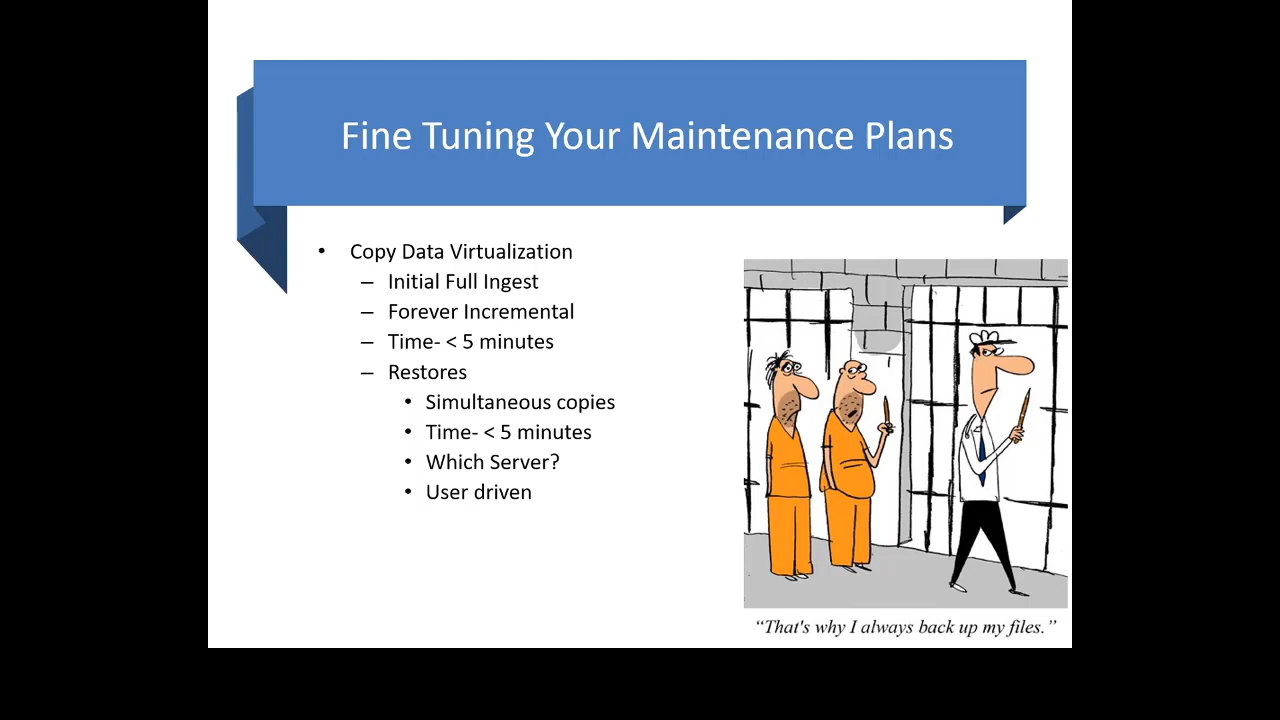 Fine Tuning Your Maintenance Plans
• Copy Data Virtualization
– Initial Full Ingest
– Forever Incremental
– Time- < 5 minutes
– Restores
• Simultaneous copies
• Time- < 5 minutes
• Which Server?
• User driven
“That's why I always back up my files.”